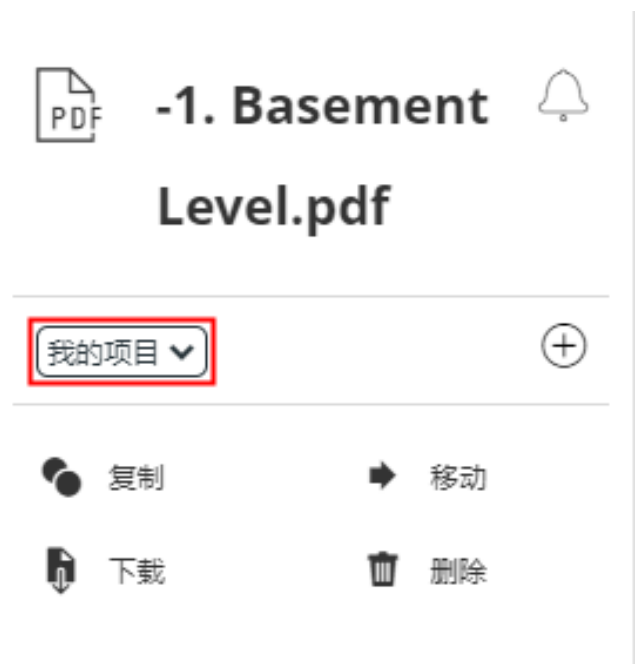 PDF
-1. Basement
Level.pdf
我的项目
复制
移动
下载
删除